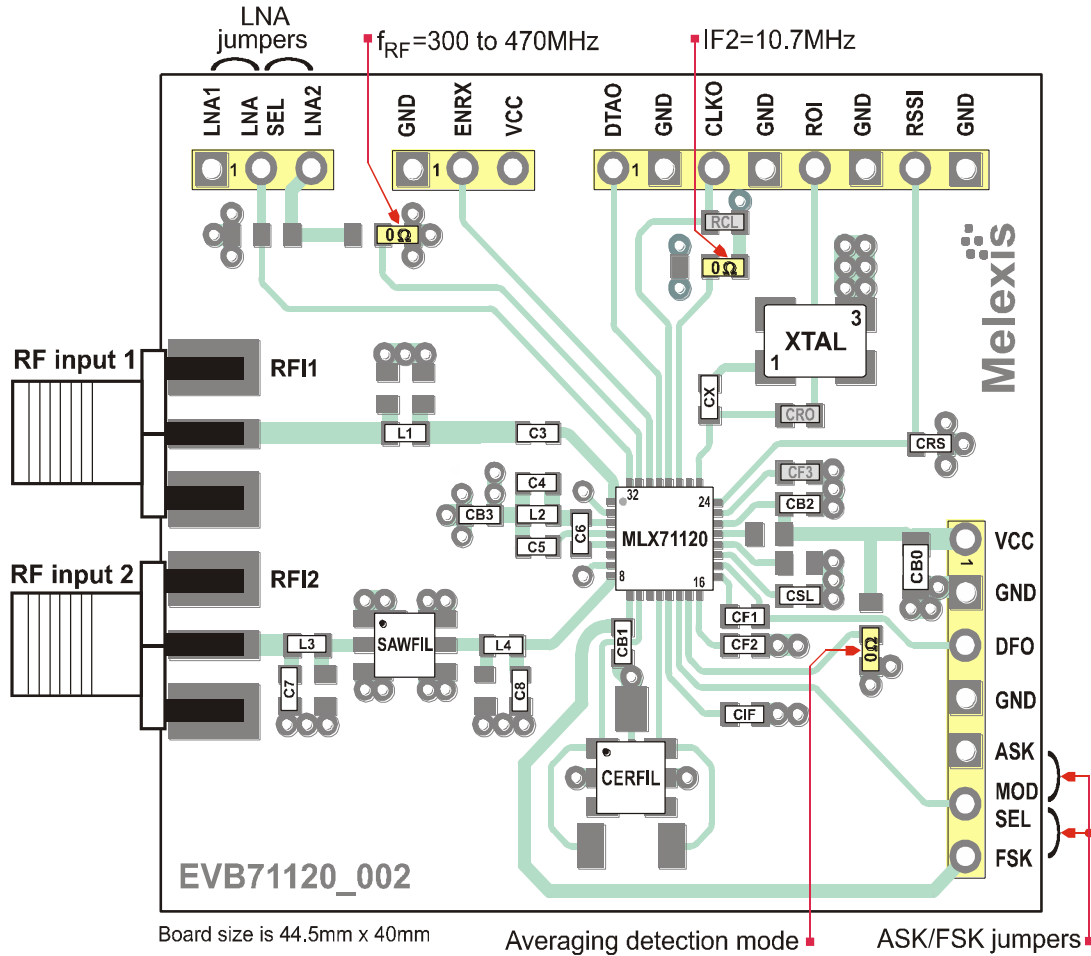 LNA
jumpers
fRF=300 to 470MHz
IF2=10.7MHz
LNA1
LNA
SEL
LNA2
GND
ENRX
VCC
DTAO
GND
CLKO
GND
ROI
GND
RSSI
GND
1
1
1
0Ω
RCL
0Ω
Melexis
XTAL
3
1
RF input 1
RFI1
CX
CRO
L1
C3
CRS
C4
CF3
CB3
L2
C6
32
24
CB2
MLX71120
C5
8
16
VCC
1
CB0
RF input 2
RFI2
CSL
GND
CF1
CB1
L3
SAWFIL
L4
CF2
0Ω
DFO
C7
C8
GND
CIF
CERFIL
ASK
MOD
SEL
FSK
EVB71120_002
Board size is 44.5mm x 40mm
Averaging detection mode
ASK/FSK jumpers